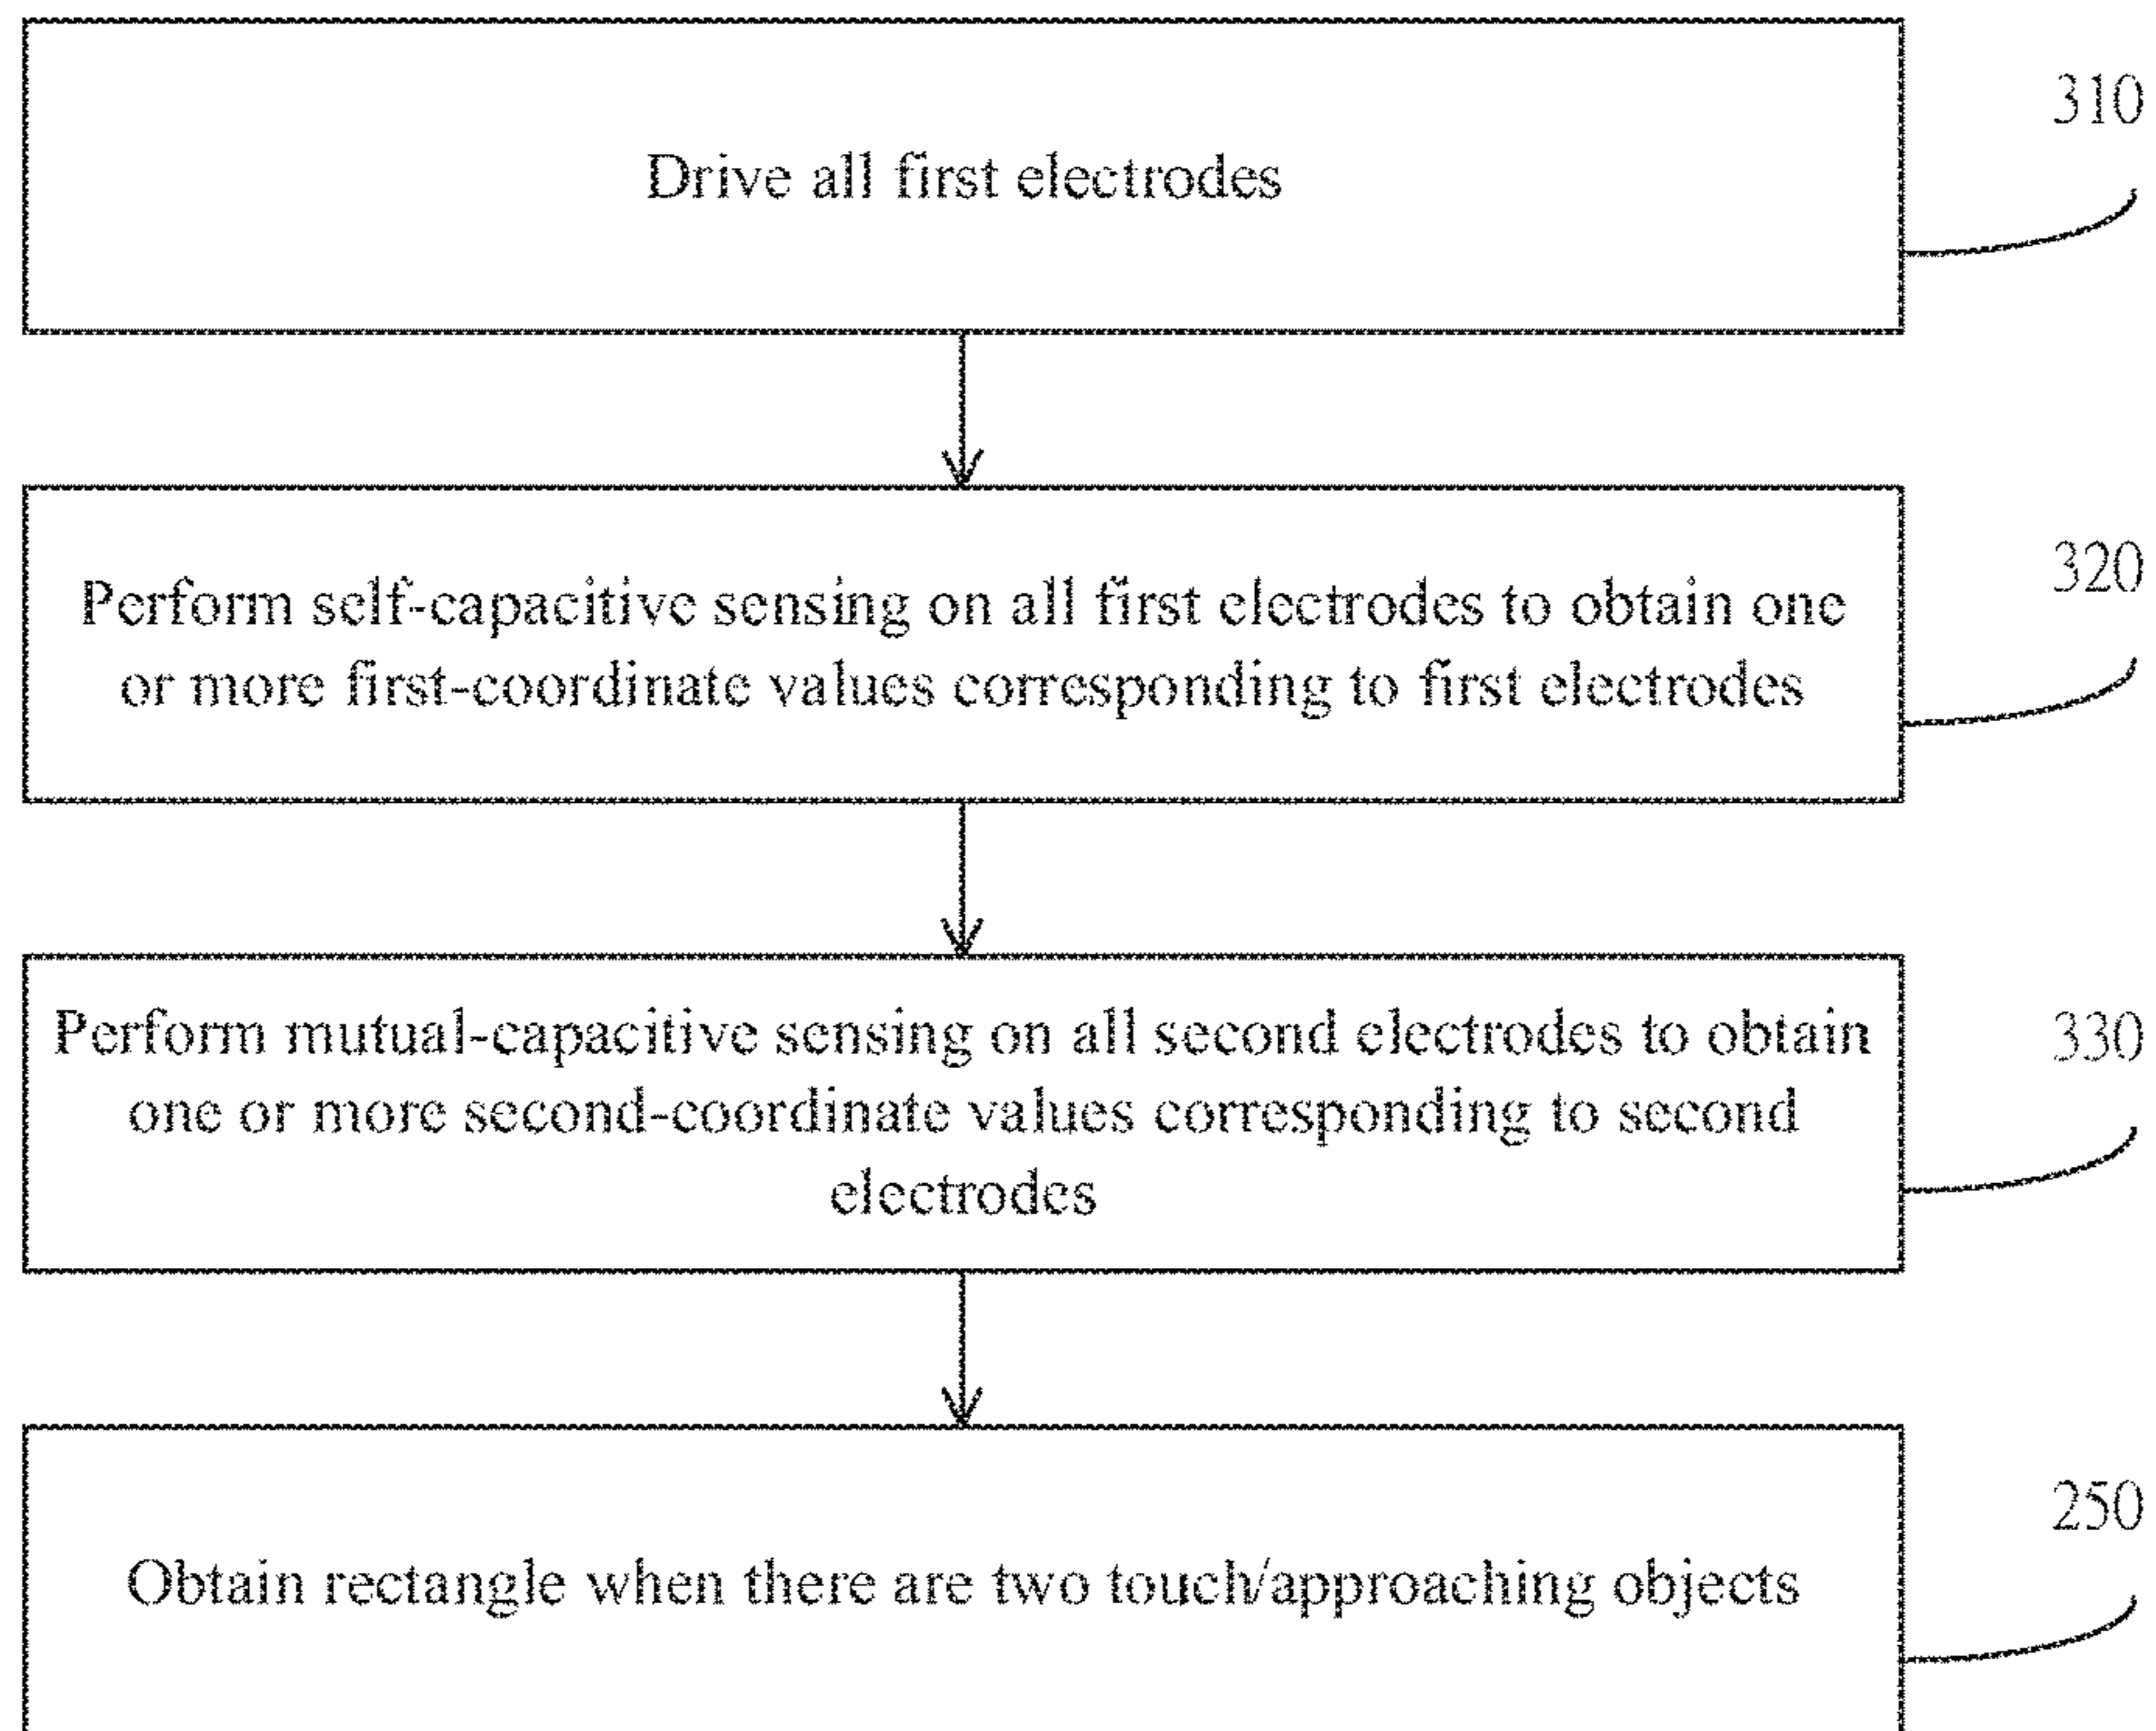 310
Drive all first electrodes
320
Perform self-capacitive sensing on all first electrodes to obtain one
or more first-coordinate values corresponding to first electrodes
330
Perform mutual-capacitive sensing on all second electrodes to obtain
one or more second-coordinate values corresponding to second
electrodes
250
Obtain rectangle when there are two touch/approaching objects